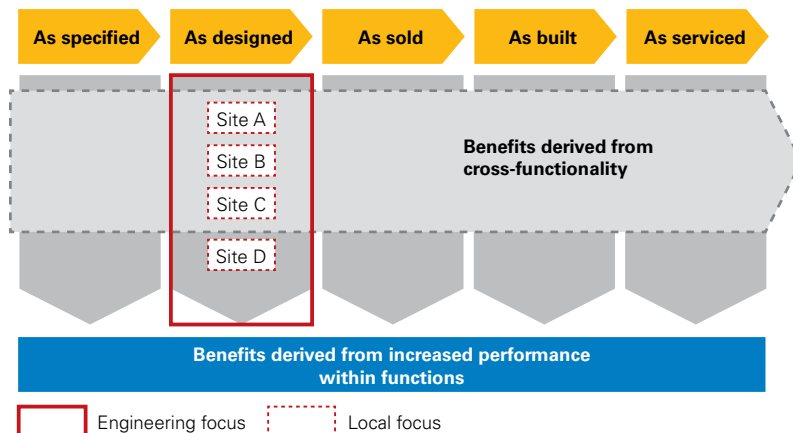 As specified
As designed
As sold
As built
As serviced
Site A
Site B
Site C
Site D
Benefits derived from
cross-functionality
Benefits derived from increased performance
within functions
Engineering focus
Local focus